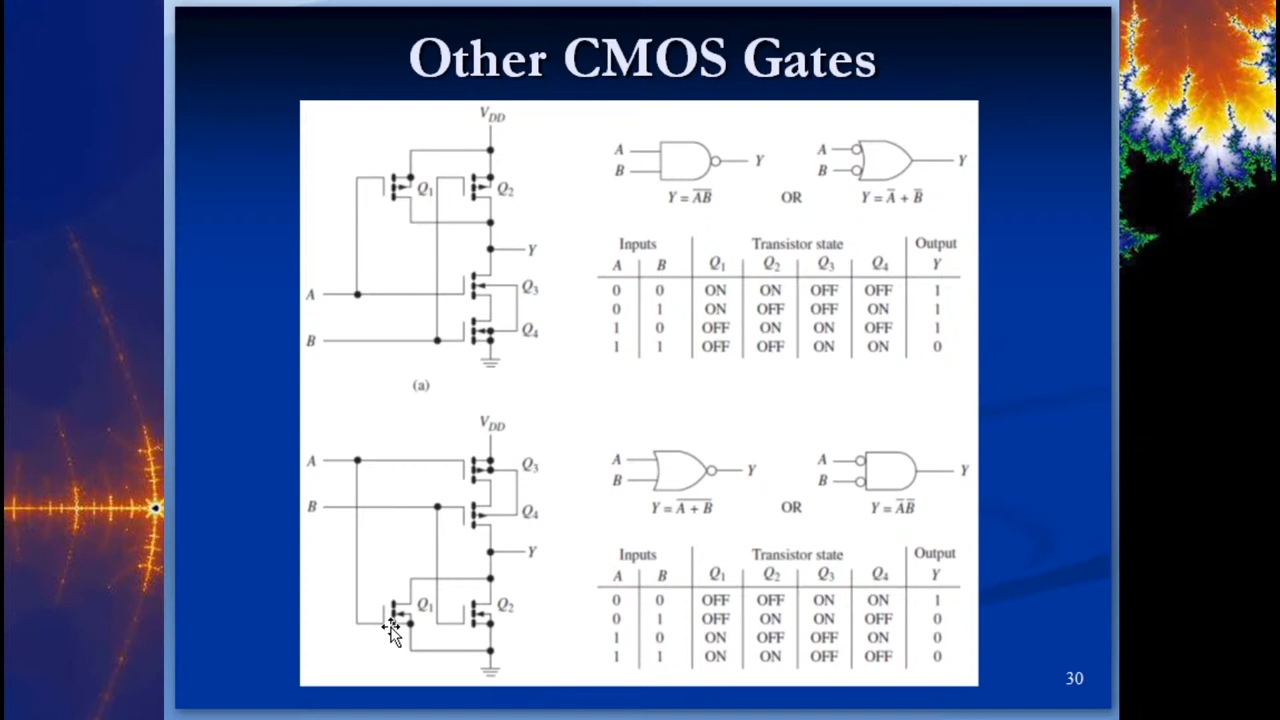 Other CMOS Gates
V_DD
Q₁ Q₂
Y
A
Q₃
B
Q₄
(a)
A
B
Y
Y = A̅B̅
OR
A
B
Y
Y = A̅ + B̅
Inputs Transistor state Output
A B Q₁ Q₂ Q₃ Q₄ Y
0 0 ON ON OFF OFF 1
0 1 ON OFF OFF ON 1
1 0 OFF ON ON OFF 1
1 1 OFF OFF ON ON 0
V_DD
A
Q₃
B
Q₄
Y
Q₁ Q₂
A
B
Y
Y = A̅ ̅+̅ ̅B̅
OR
A
B
Y
Y = A̅ B̅
Inputs Transistor state Output
A B Q₁ Q₂ Q₃ Q₄ Y
0 0 OFF OFF ON ON 1
0 1 OFF ON ON OFF 0
1 0 ON OFF OFF ON 0
1 1 ON ON OFF OFF 0
30